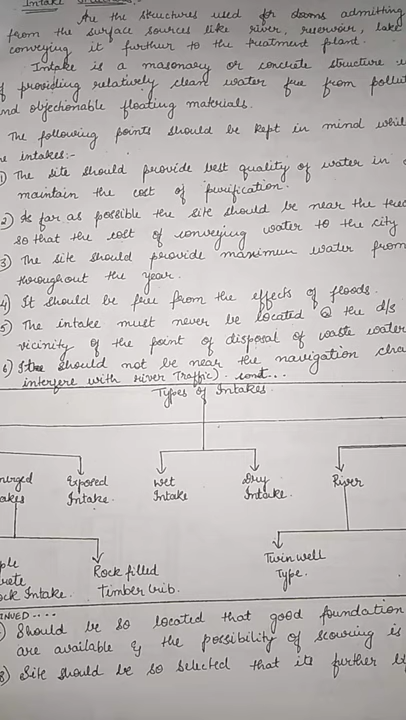 Intake
Are the structures used for dooms admitting
from the surface sources like river, reservoir, lake
conveying it further to the treatment plant.
Intake is a masonary or concrete structure
providing relatively clean water free from pollut
and objectionable floating materials.
The following points should be kept in mind whil
intakes:-
1) The site should provide best quality of water in
maintain the cost of purification.
2) As far as possible the site should be near the trea
so that the cost of conveying water to the city
3) The site should provide maximum water from
throughout the year.
4) It should be free from the effects of floods.
5) The intake must never be located @ the d/s
vicinity of the point of disposal of waste water
6) It should not be near the navigation cha
interfere with river Traffic). cont...
Types of Intakes
merged Exposed Wet Dry River
akes Intake. Intake Intake.
ple Rock filled Twin well
rete Timber Crib. Type.
ock Intake.
INUED ....
) Should be so located that good foundation
are available & the possibility of scouring is
8) Site should be so selected that its further